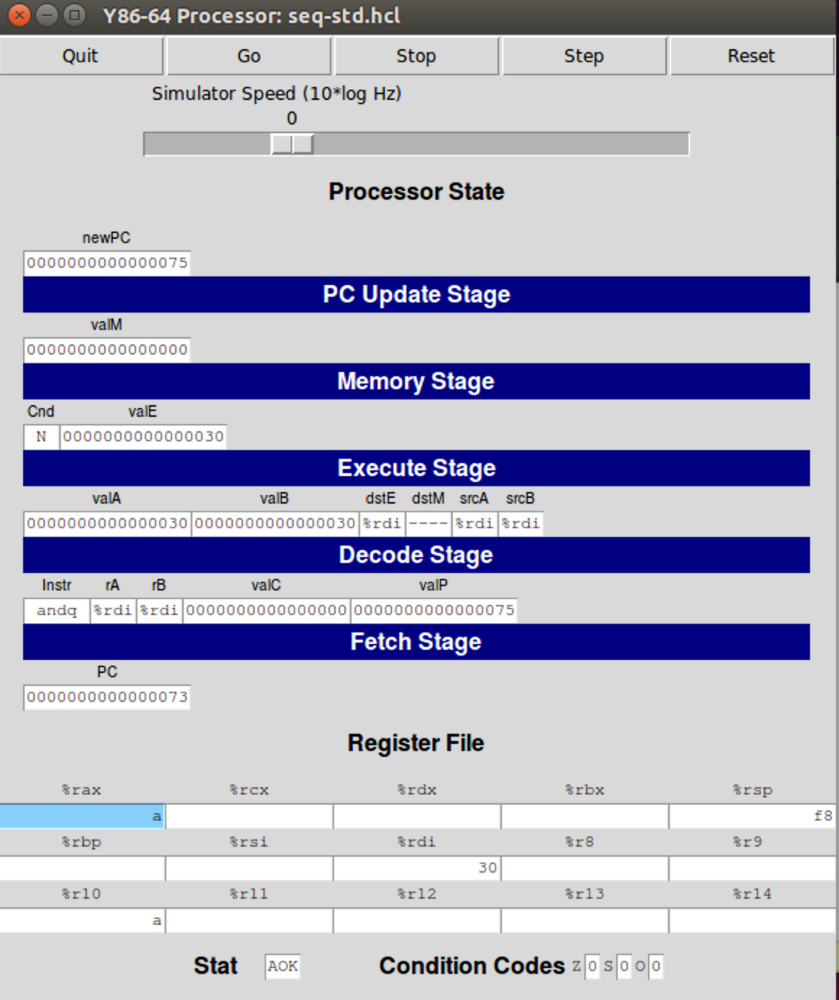 Y86-64 Processor: seq-std.hcl
Quit Go Stop Step Reset
Simulator Speed (10*log Hz)
0
Processor State
newPC
0000000000000075
PC Update Stage
valM
0000000000000000
Memory Stage
Cnd valE
N 0000000000000030
Execute Stage
valA valB dstE dstM srcA srcB
0000000000000030 0000000000000030 %rdi ---- %rdi %rdi
Decode Stage
Instr rA rB valC valP
andq %rdi %rdi 0000000000000000 0000000000000075
Fetch Stage
PC
0000000000000073
Register File
%rax %rcx %rdx %rbx %rsp
a f8
%rbp %rsi %rdi %r8 %r9
30
%r10 %r11 %r12 %r13 %r14
a
Stat AOK Condition Codes Z 0 S 0 O 0